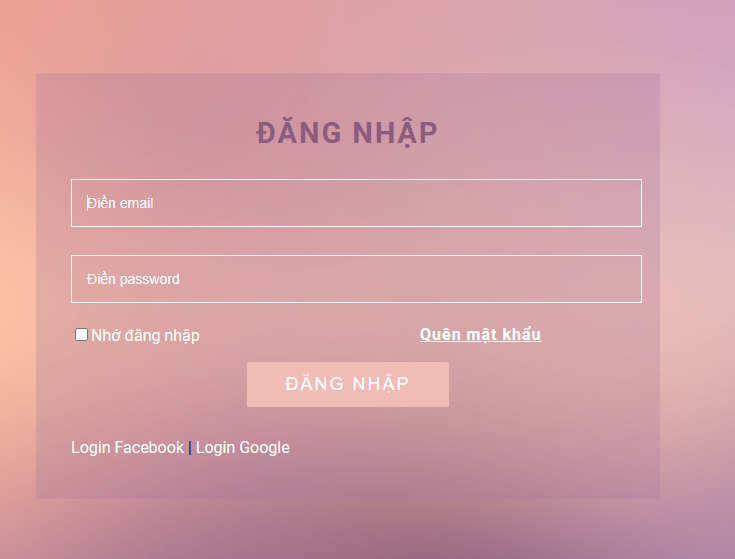 ĐĂNG NHẬP
Điền email
Điền password
Nhớ đăng nhập Quên mật khẩu
ĐĂNG NHẬP
Login Facebook | Login Google